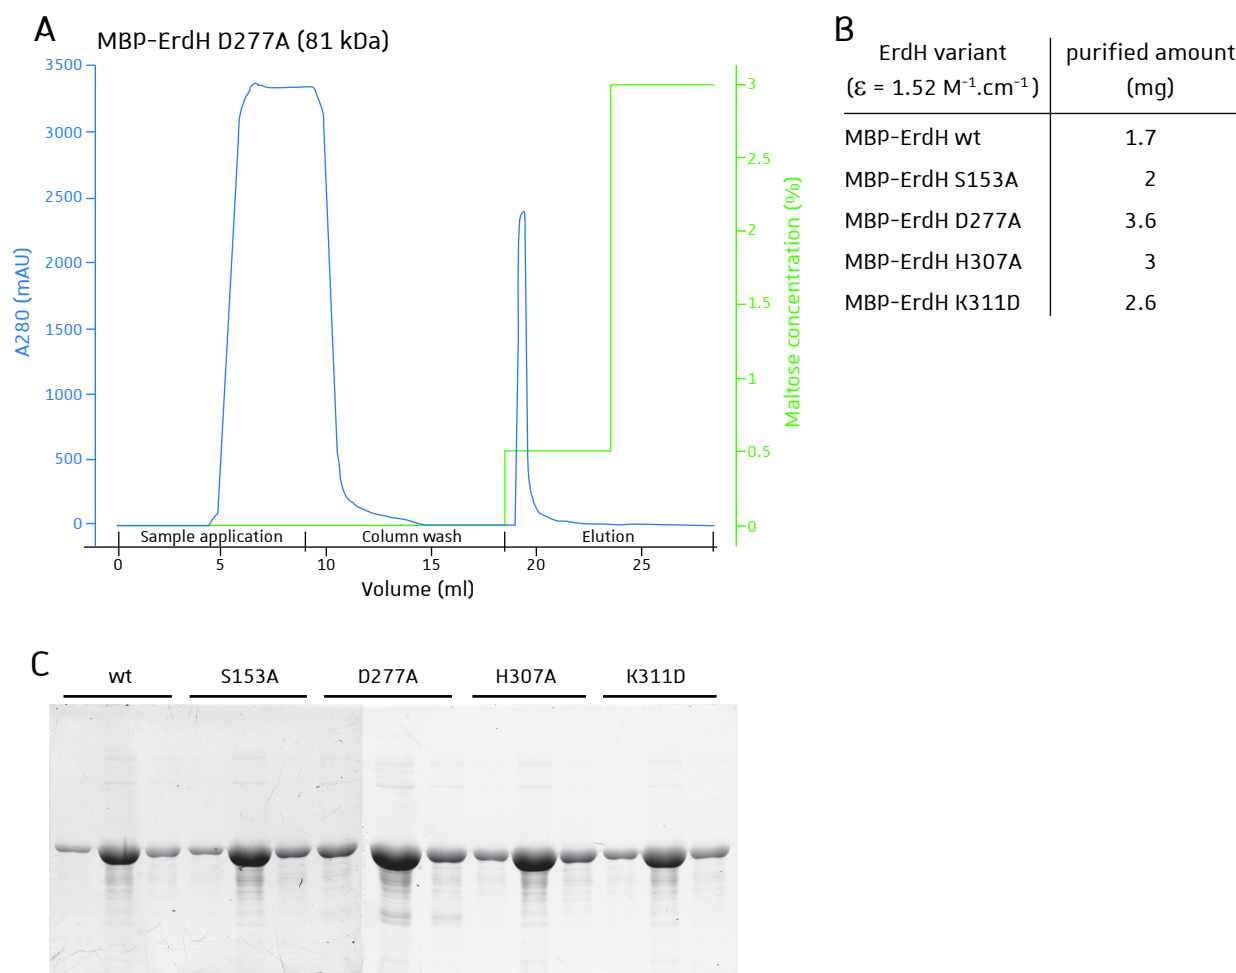 A
MBP-ErdH D277A (81 kDa)
3500
3000
2500
2000
1500
1000
500
0
A280 (mAU)
3
2.5
2
1.5
1
0.5
0
Maltose concentration (%)
Sample application
Column wash
Elution
0 5 10 15 20 25
Volume (ml)
B
ErdH variant purified amount
(ε = 1.52 M⁻¹.cm⁻¹) (mg)
MBP-ErdH wt 1.7
MBP-ErdH S153A 2
MBP-ErdH D277A 3.6
MBP-ErdH H307A 3
MBP-ErdH K311D 2.6
C
wt S153A D277A H307A K311D